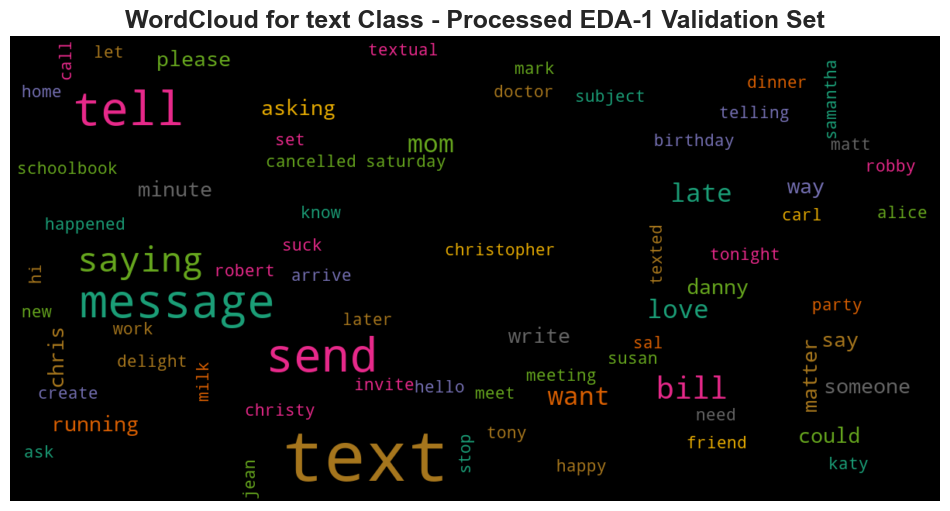 WordCloud for text Class - Processed EDA-1 Validation Set
call
let
please
textual
mark
home
tell
asking
doctor
subject
dinner
telling
samantha
set
mom
birthday
matt
cancelled
saturday
schoolbook
robby
minute
late
way
happened
know
carl
alice
suck
christopher
texted
tonight
saying
robert
arrive
hi
danny
message
love
party
new
work
later
write
sal
say
chris
delight
send
susan
matter
milk
invite
hello
meeting
create
meet
want
bill
someone
christy
need
running
tony
friend
could
ask
jean
text
stop
happy
katy